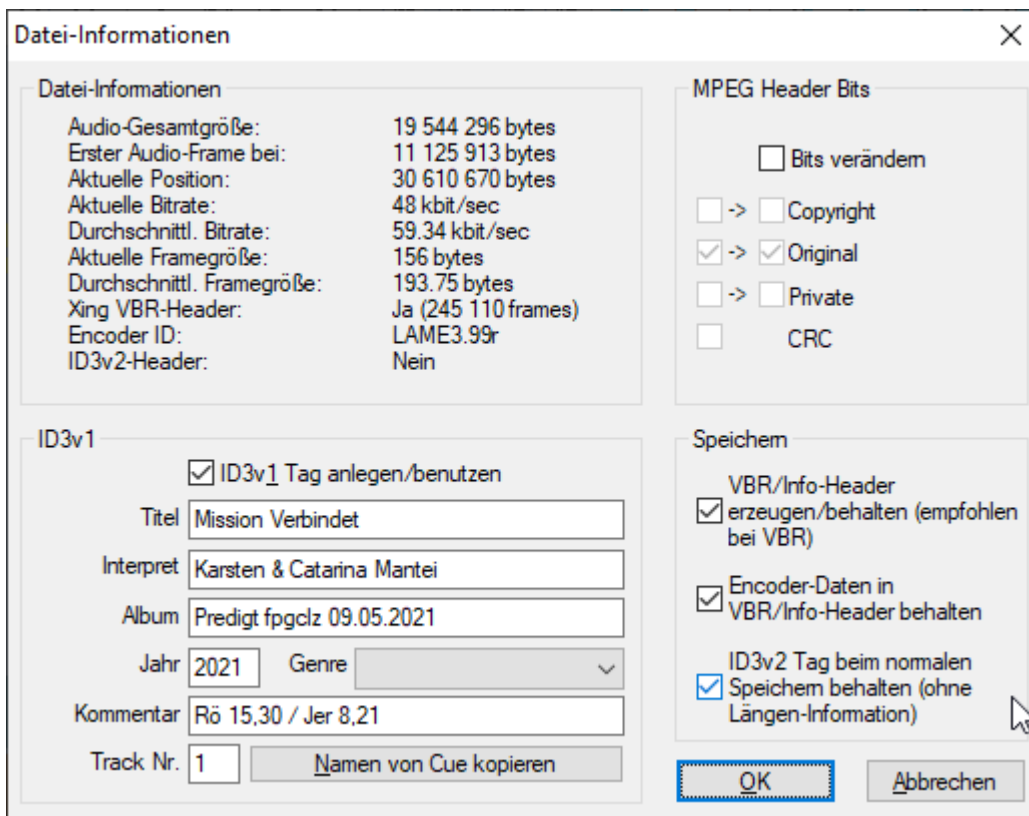 Datei-Informationen
Datei-Informationen
Audio-Gesamtgröße: 19 544 296 bytes
Erster Audio-Frame bei: 11 125 913 bytes
Aktuelle Position: 30 610 670 bytes
Aktuelle Bitrate: 48 kbit/sec
Durchschnittl. Bitrate: 59.34 kbit/sec
Aktuelle Framegröße: 156 bytes
Durchschnittl. Framegröße: 193.75 bytes
Xing VBR-Header: Ja (245 110 frames)
Encoder ID: LAME3.99r
ID3v2-Header: Nein
MPEG Header Bits
Bits verändern
-> Copyright
-> Original
-> Private
CRC
ID3v1
ID3v1 Tag anlegen/benutzen
Titel Mission Verbindet
Interpret Karsten & Catarina Mantei
Album Predigt fpgclz 09.05.2021
Jahr 2021 Genre
Kommentar Rö 15,30 / Jer 8,21
Track Nr. 1 Namen von Cue kopieren
Speichern
VBR/Info-Header
erzeugen/behalten (empfohlen
bei VBR)
Encoder-Daten in
VBR/Info-Header behalten
ID3v2 Tag beim normalen
Speichern behalten (ohne
Längen-Information)
OK Abbrechen